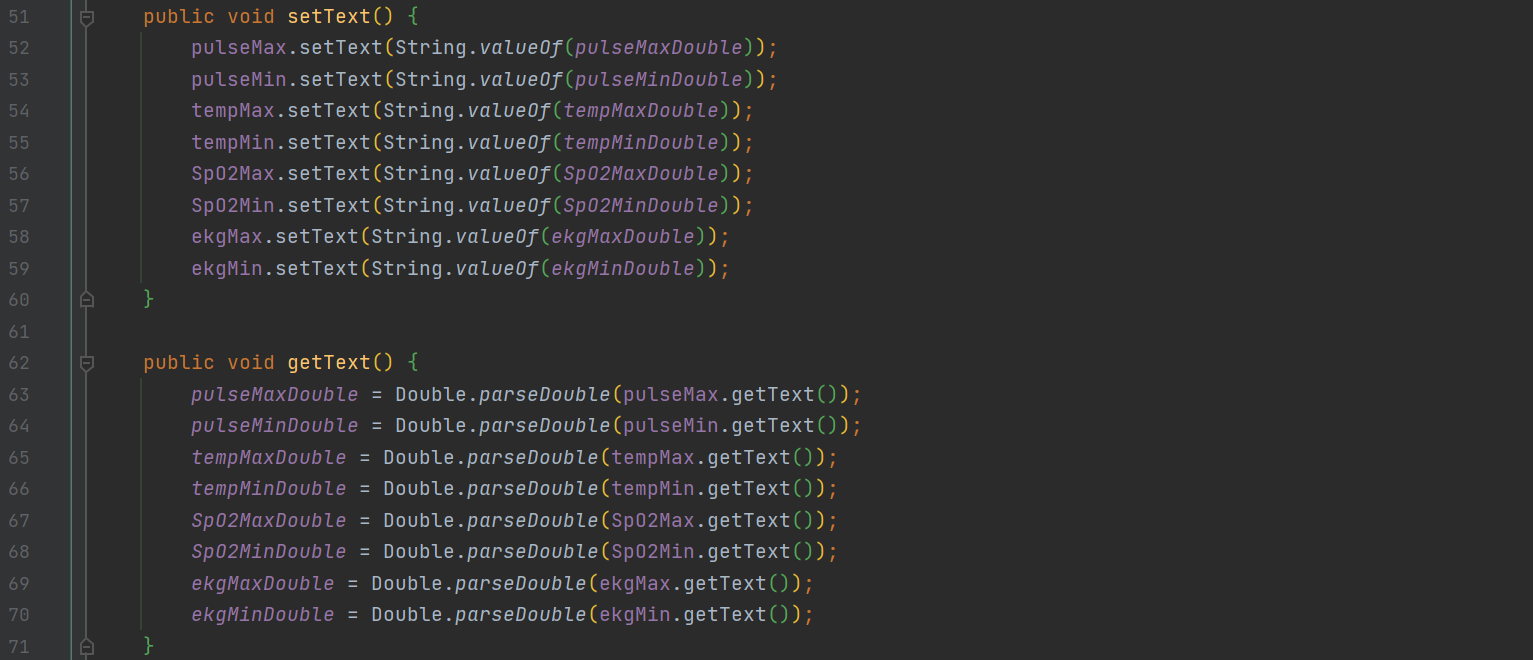 51 public void setText() {
52 pulseMax.setText(String.valueOf(pulseMaxDouble));
53 pulseMin.setText(String.valueOf(pulseMinDouble));
54 tempMax.setText(String.valueOf(tempMaxDouble));
55 tempMin.setText(String.valueOf(tempMinDouble));
56 SpO2Max.setText(String.valueOf(SpO2MaxDouble));
57 SpO2Min.setText(String.valueOf(SpO2MinDouble));
58 ekgMax.setText(String.valueOf(ekgMaxDouble));
59 ekgMin.setText(String.valueOf(ekgMinDouble));
60 }
61
62 public void getText() {
63 pulseMaxDouble = Double.parseDouble(pulseMax.getText());
64 pulseMinDouble = Double.parseDouble(pulseMin.getText());
65 tempMaxDouble = Double.parseDouble(tempMax.getText());
66 tempMinDouble = Double.parseDouble(tempMin.getText());
67 SpO2MaxDouble = Double.parseDouble(SpO2Max.getText());
68 SpO2MinDouble = Double.parseDouble(SpO2Min.getText());
69 ekgMaxDouble = Double.parseDouble(ekgMax.getText());
70 ekgMinDouble = Double.parseDouble(ekgMin.getText());
71 }